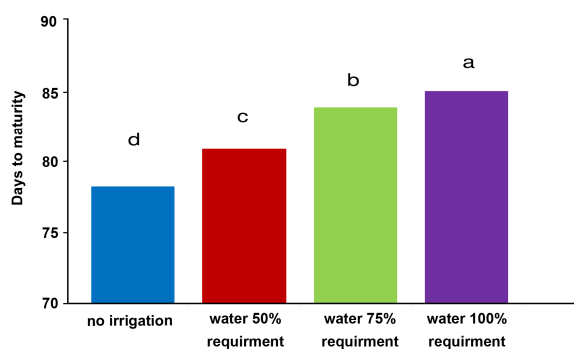 90
85
80
75
70
Days to maturity
d
c
b
a
no irrigation
water 50%
requirment
water 75%
requirment
water 100%
requirment